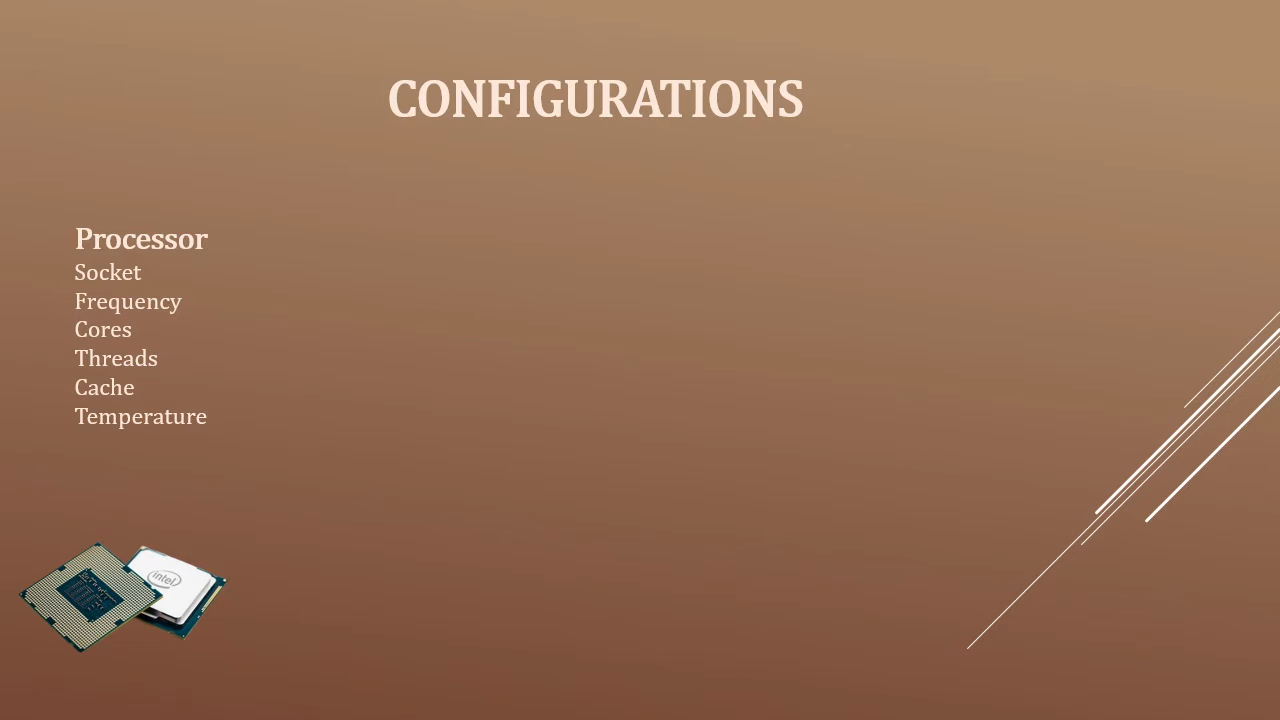 CONFIGURATIONS
Processor
Socket
Frequency
Cores
Threads
Cache
Temperature
intel